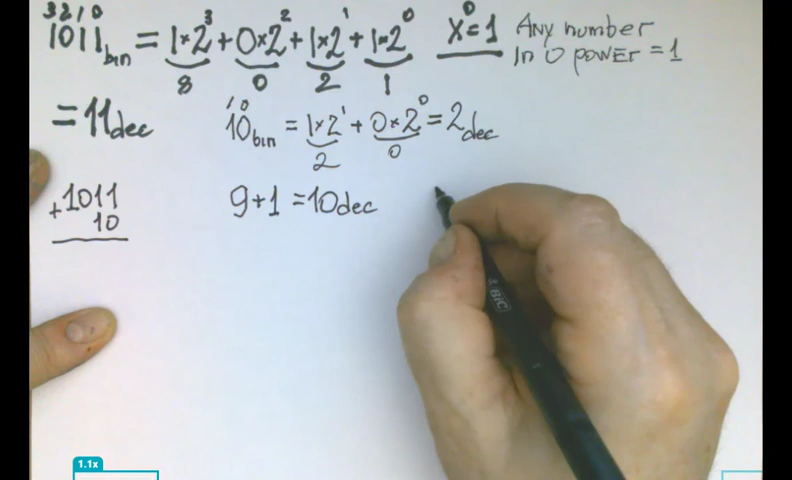 3 2 1 0
1011bin = 1×2³ + 0×2² + 1×2¹ + 1×2⁰ x⁰=1 Any number
in 0 power = 1
8 0 2 1
= 11dec
1 0
10bin = 1×2¹ + 0×2⁰ = 2dec
2 0
+1011
10
9+1 = 10dec
BiC
1.1x